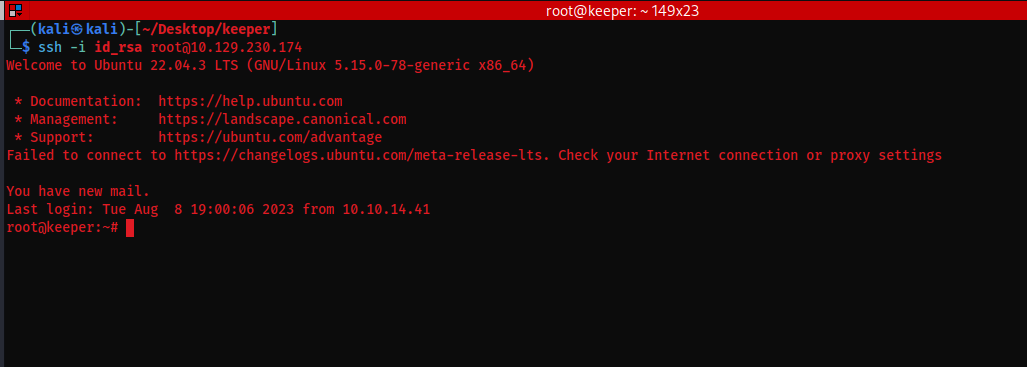 root@keeper: ~ 149x23
┌──(kali㉿kali)-[~/Desktop/keeper]
└─$ ssh -i id_rsa root@10.129.230.174
Welcome to Ubuntu 22.04.3 LTS (GNU/Linux 5.15.0-78-generic x86_64)
* Documentation:  https://help.ubuntu.com
* Management:     https://landscape.canonical.com
* Support:        https://ubuntu.com/advantage
Failed to connect to https://changelogs.ubuntu.com/meta-release-lts. Check your Internet connection or proxy settings
You have new mail.
Last login: Tue Aug  8 19:00:06 2023 from 10.10.14.41
root@keeper:~#